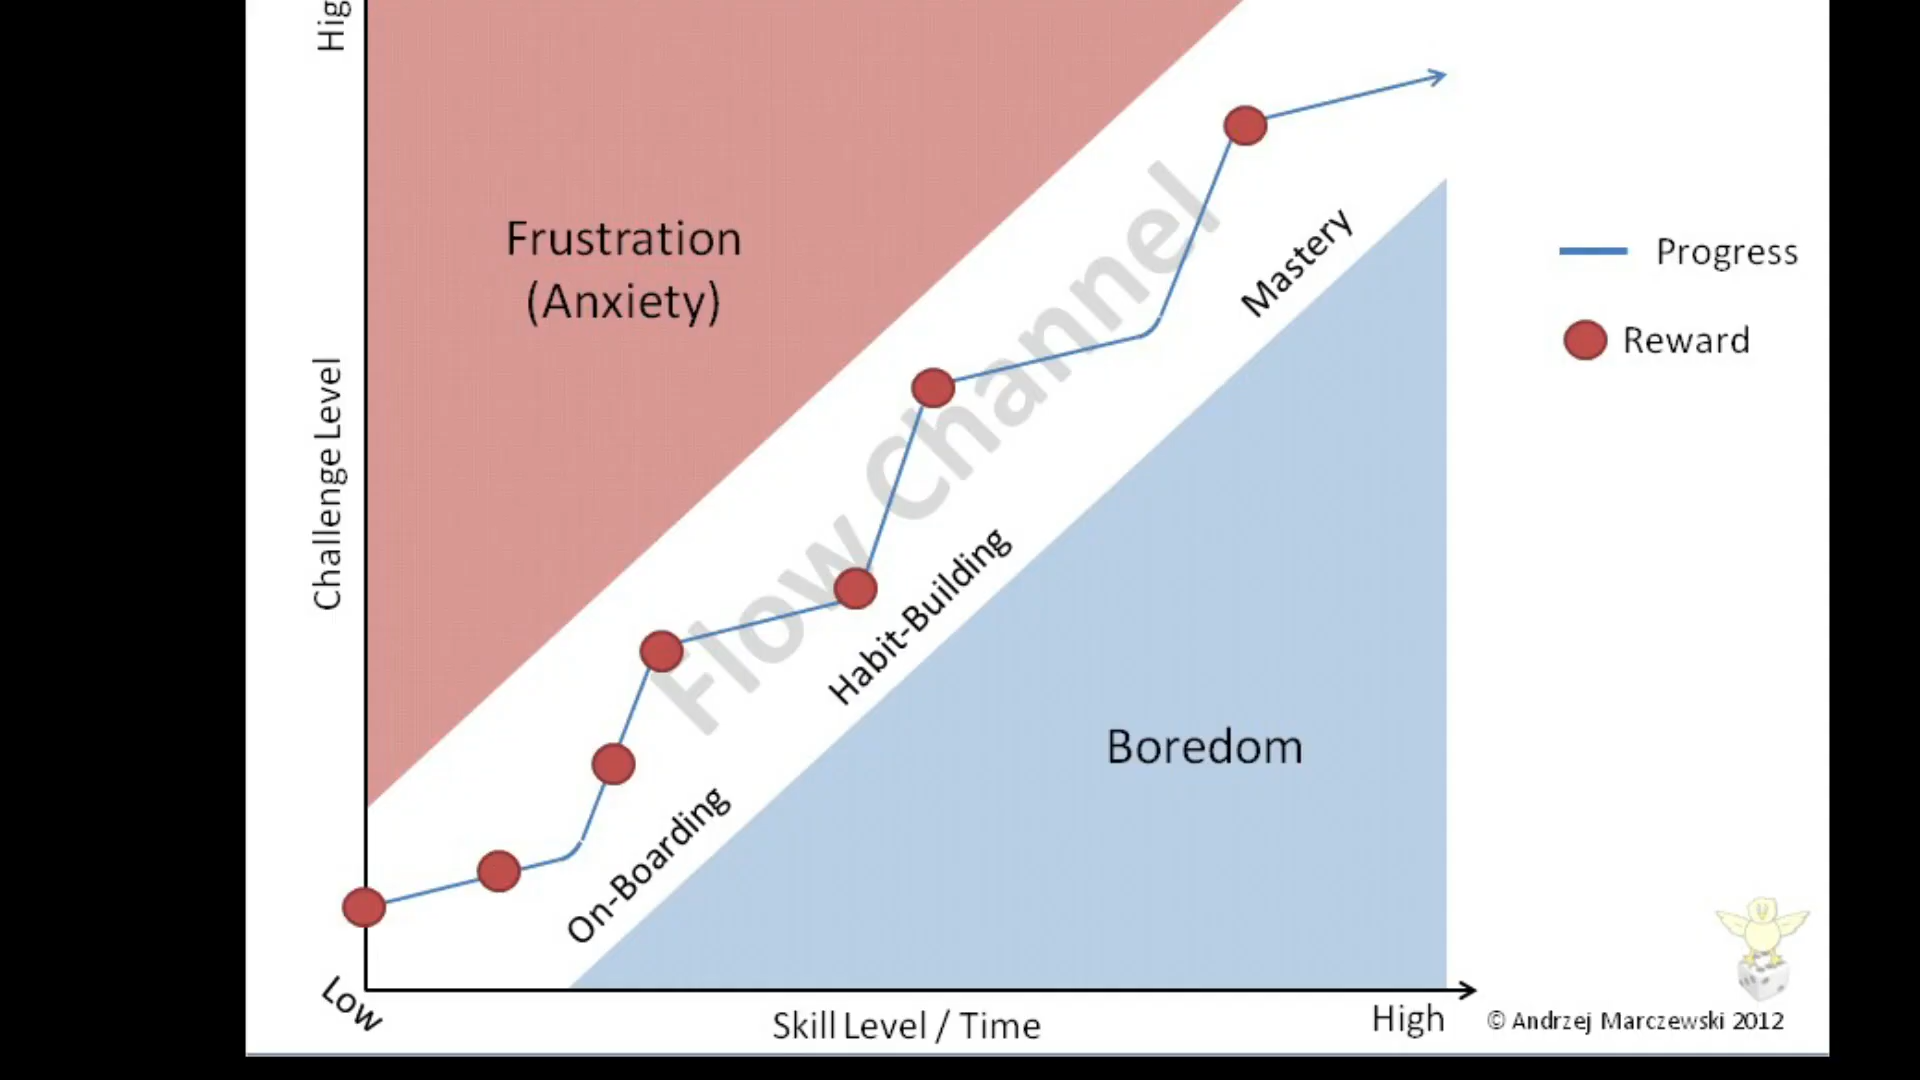 Hig
Frustration
(Anxiety)
Challenge Level
Flow Channel
Mastery
Progress
Reward
Habit-Building
Boredom
On-Boarding
Low
Skill Level / Time
High
© Andrzej Marczewski 2012